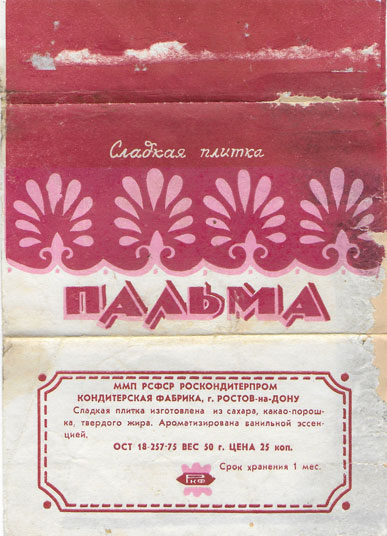 Сладкая плитка
ПАЛЬМА
ММП РСФСР РОСКОНДИТЕРПРОМ
КОНДИТЕРСКАЯ ФАБРИКА, г. РОСТОВ-на-ДОНУ
Сладкая плитка изготовлена из сахара, какао-порош-
ка, твердого жира. Ароматизирована ванильной эссен-
цией.
ОСТ 18-257-75 ВЕС 50 г. ЦЕНА 25 коп.
Срок хранения 1 мес.
РКФ